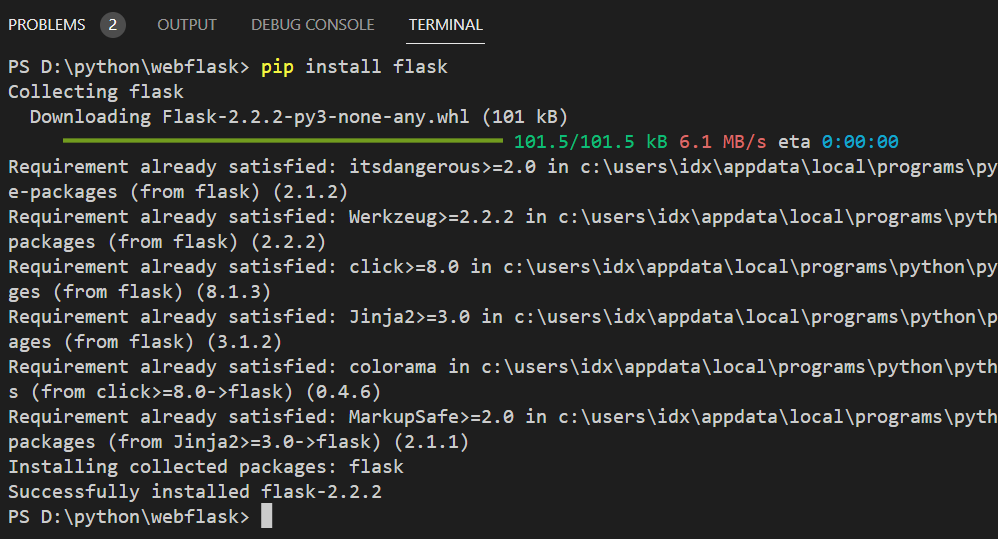 PROBLEMS 2 OUTPUT DEBUG CONSOLE TERMINAL
PS D:\python\webflask> pip install flask
Collecting flask
  Downloading Flask-2.2.2-py3-none-any.whl (101 kB)
101.5/101.5 kB 6.1 MB/s eta 0:00:00
Requirement already satisfied: itsdangerous>=2.0 in c:\users\idx\appdata\local\programs\py
e-packages (from flask) (2.1.2)
Requirement already satisfied: Werkzeug>=2.2.2 in c:\users\idx\appdata\local\programs\pyth
packages (from flask) (2.2.2)
Requirement already satisfied: click>=8.0 in c:\users\idx\appdata\local\programs\python\py
ges (from flask) (8.1.3)
Requirement already satisfied: Jinja2>=3.0 in c:\users\idx\appdata\local\programs\python\p
ages (from flask) (3.1.2)
Requirement already satisfied: colorama in c:\users\idx\appdata\local\programs\python\pyth
s (from click>=8.0->flask) (0.4.6)
Requirement already satisfied: MarkupSafe>=2.0 in c:\users\idx\appdata\local\programs\pyth
packages (from Jinja2>=3.0->flask) (2.1.1)
Installing collected packages: flask
Successfully installed flask-2.2.2
PS D:\python\webflask>